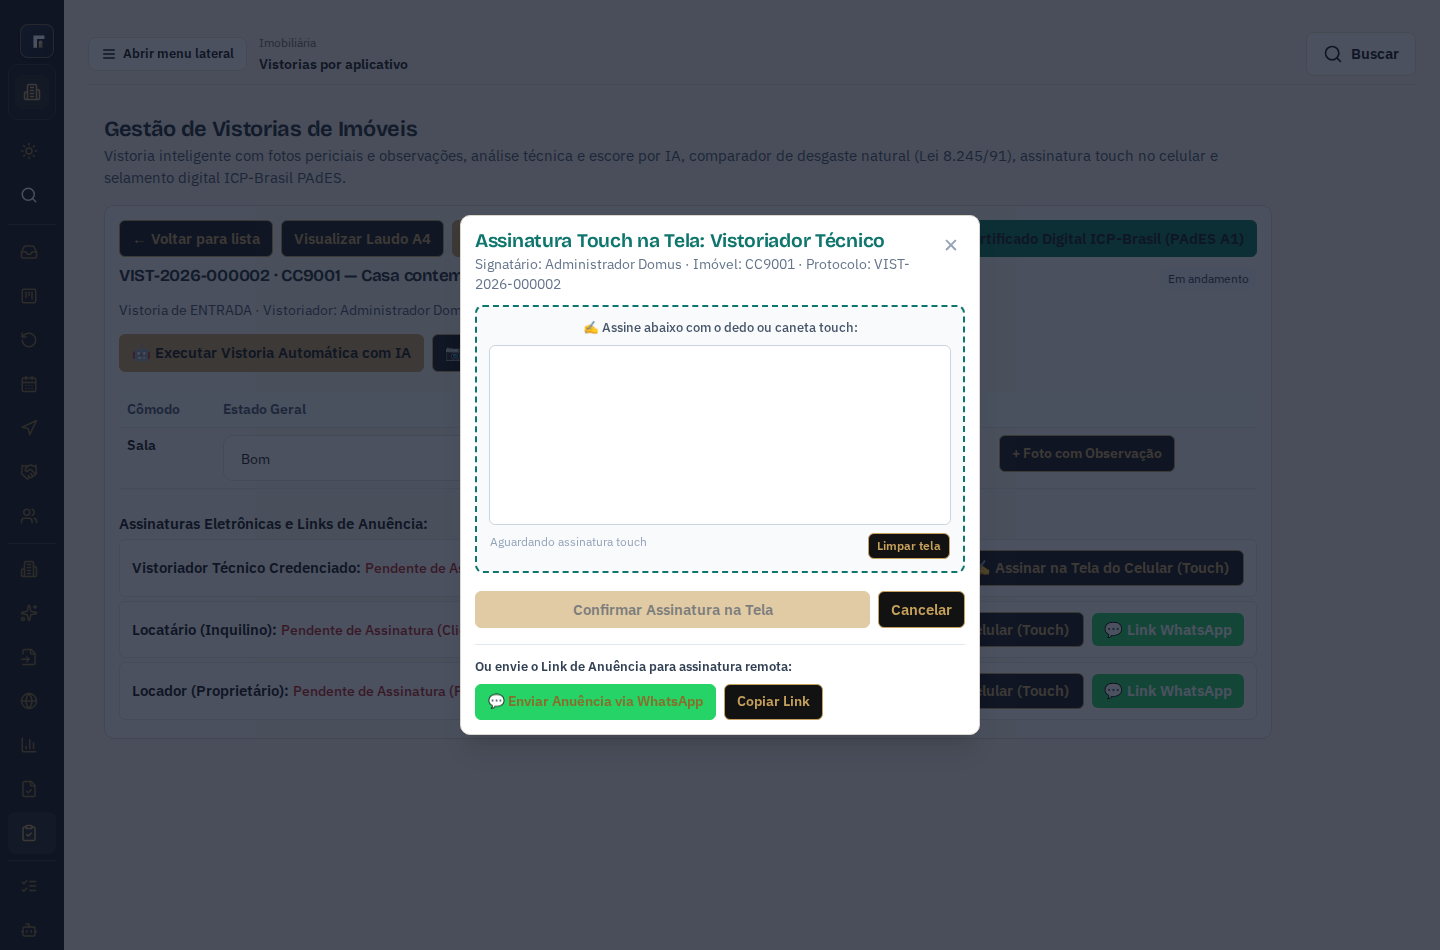 Abrir menu lateral
Imobiliária
Vistorias por aplicativo
Buscar
Gestão de Vistorias de Imóveis
Vistoria inteligente com fotos periciais e observações, análise técnica e escore por IA, comparador de desgaste natural (Lei 8.245/91), assinatura touch no celular e
selamento digital ICP-Brasil PAdES.
← Voltar para lista
Visualizar Laudo A4
Certificado Digital ICP-Brasil (PAdES A1)
VIST-2026-000002 · CC9001 — Casa
Em andamento
Vistoria de ENTRADA · Vistoriador: Administrador
🤖 Executar Vistoria Automática com IA
📷
Cômodo
Estado Geral
Sala
Bom
+ Foto com Observação
Assinaturas Eletrônicas e Links de Anuência:
Vistoriador Técnico Credenciado: Pendente de
✍️ Assinar na Tela do Celular (Touch)
Locatário (Inquilino): Pendente de Assinatura
Celular (Touch)
💬 Link WhatsApp
Locador (Proprietário): Pendente de Assinatura
Celular (Touch)
💬 Link WhatsApp
Assinatura Touch na Tela: Vistoriador Técnico
Signatário: Administrador Domus · Imóvel: CC9001 · Protocolo: VIST-
2026-000002
✍️ Assine abaixo com o dedo ou caneta touch:
Aguardando assinatura touch
Limpar tela
Confirmar Assinatura na Tela
Cancelar
Ou envie o Link de Anuência para assinatura remota:
💬 Enviar Anuência via WhatsApp
Copiar Link